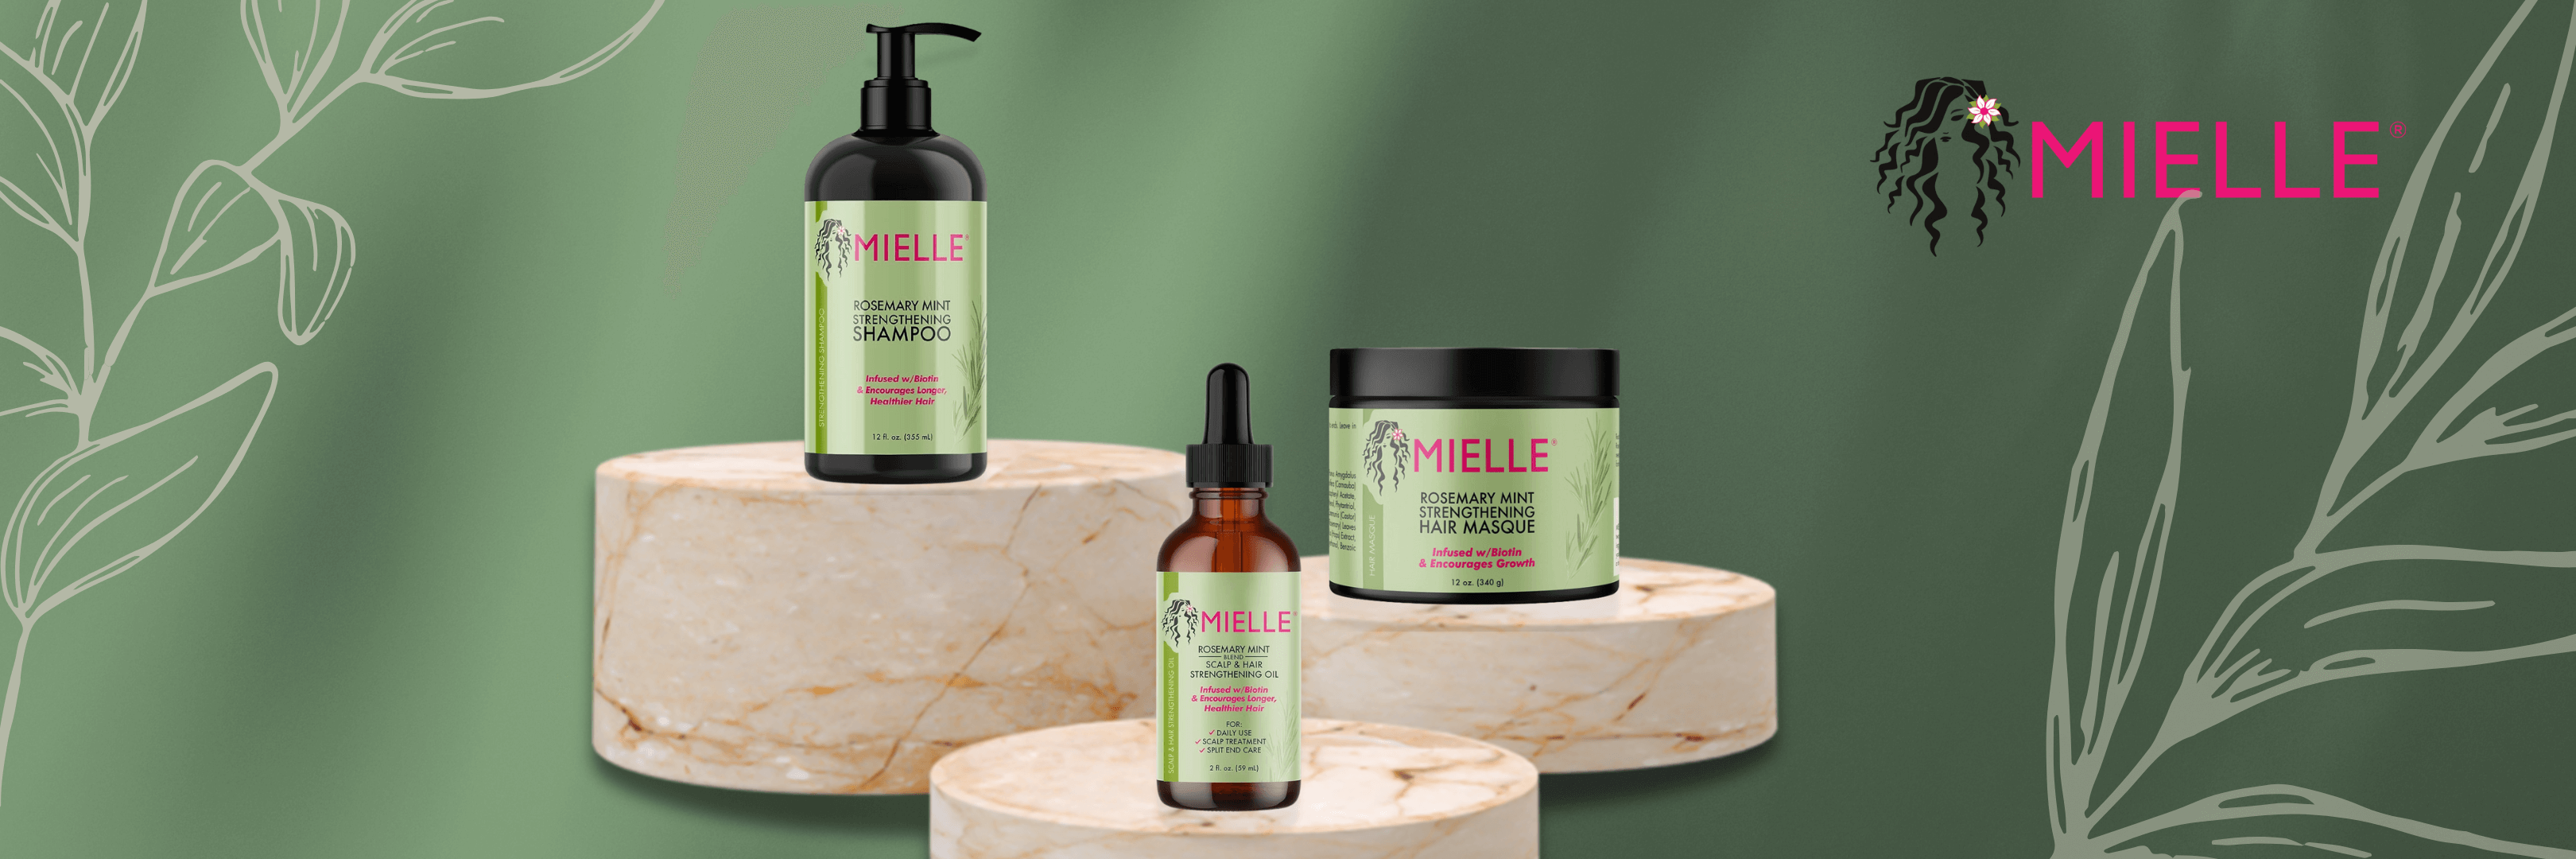 MIELLE®
MIELLE®
ROSEMARY MINT
STRENGTHENING
SHAMPOO
Infused w/Biotin
& Encourages Longer,
Healthier Hair
12 fl. oz. (355 mL)
STRENGTHENING SHAMPOO
MIELLE®
ROSEMARY MINT
BLEND
SCALP & HAIR
STRENGTHENING OIL
Infused w/Biotin
& Encourages Longer,
Healthier Hair
FOR:
✓ DAILY USE
✓ SCALP TREATMENT
✓ SPLIT END CARE
2 fl. oz. (59 mL)
SCALP & HAIR STRENGTHENING OIL
MIELLE®
ROSEMARY MINT
STRENGTHENING
HAIR MASQUE
Infused w/Biotin
& Encourages Growth
12 oz. (340 g)
HAIR MASQUE
ends. Leave in